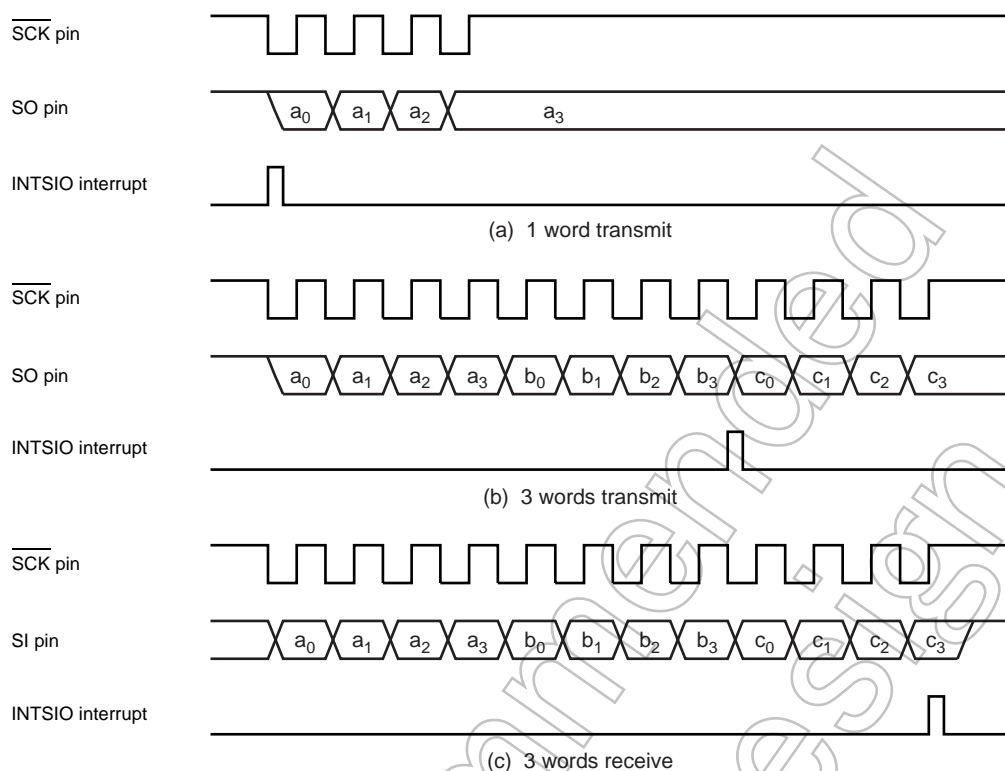 SCK pin
SO pin
a0 a1 a2 a3
INTSIO interrupt
(a) 1 word transmit
SCK pin
SO pin
a0 a1 a2 a3 b0 b1 b2 b3 c0 c1 c2 c3
INTSIO interrupt
(b) 3 words transmit
SCK pin
SI pin
a0 a1 a2 a3 b0 b1 b2 b3 c0 c1 c2 c3
INTSIO interrupt
(c) 3 words receive